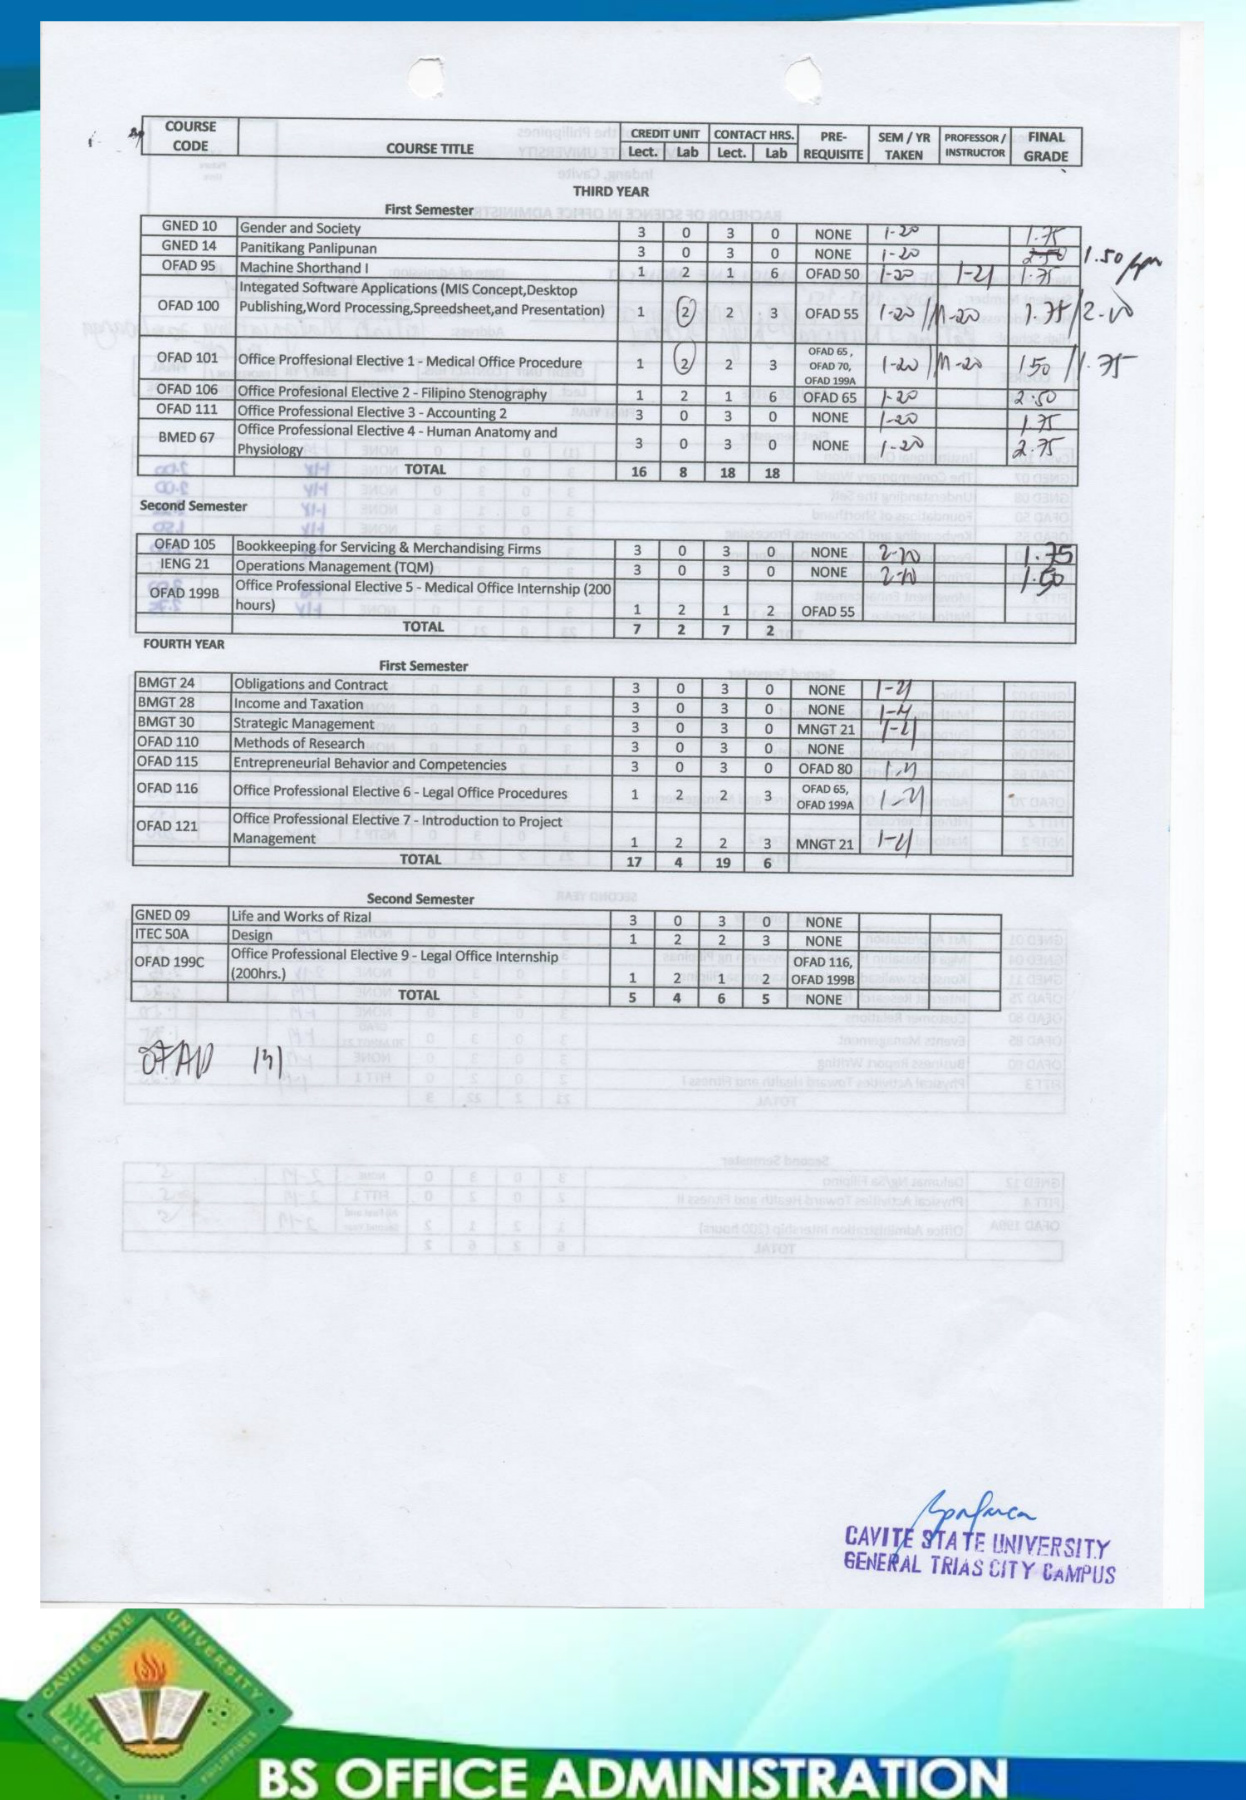 COURSE CODE COURSE TITLE CREDIT UNIT CONTACT HRS. PRE-REQUISITE SEM / YR TAKEN PROFESSOR / INSTRUCTOR FINAL GRADE
Lect. Lab Lect. Lab
THIRD YEAR
First Semester
GNED 10 Gender and Society 3 0 3 0 NONE 1-20 1.75
GNED 14 Panitikang Panlipunan 3 0 3 0 NONE 1-20 2.50 1.50
OFAD 95 Machine Shorthand I 1 2 1 6 OFAD 50 1-20 1-21 1.75
Integated Software Applications (MIS Concept,Desktop
OFAD 100 Publishing,Word Processing,Spreedsheet,and Presentation) 1 2 2 3 OFAD 55 1-20/M-20 1.75/2.00
OFAD 101 Office Proffesional Elective 1 - Medical Office Procedure 1 2 2 3 OFAD 65 , OFAD 70, OFAD 199A 1-20/M-20 1.50/1.75
OFAD 106 Office Profesional Elective 2 - Filipino Stenography 1 2 1 6 OFAD 65 1-20 2.50
OFAD 111 Office Professional Elective 3 - Accounting 2 3 0 3 0 NONE 1-20 1.75
BMED 67 Office Professional Elective 4 - Human Anatomy and
Physiology 3 0 3 0 NONE 1-20 2.75
TOTAL 16 8 18 18
Second Semester
OFAD 105 Bookkeeping for Servicing & Merchandising Firms 3 0 3 0 NONE 2-20 1.75
IENG 21 Operations Management (TQM) 3 0 3 0 NONE 2-20 1.50
OFAD 199B Office Professional Elective 5 - Medical Office Internship (200
hours) 1 2 1 2 OFAD 55
TOTAL 7 2 7 2
FOURTH YEAR
First Semester
BMGT 24 Obligations and Contract 3 0 3 0 NONE 1-21
BMGT 28 Income and Taxation 3 0 3 0 NONE 1-21
BMGT 30 Strategic Management 3 0 3 0 MNGT 21 1-21
OFAD 110 Methods of Research 3 0 3 0 NONE
OFAD 115 Entrepreneurial Behavior and Competencies 3 0 3 0 OFAD 80 1-21
OFAD 116 Office Professional Elective 6 - Legal Office Procedures 1 2 2 3 OFAD 65, OFAD 199A 1-21
OFAD 121 Office Professional Elective 7 - Introduction to Project
Management 1 2 2 3 MNGT 21 1-21
TOTAL 17 4 19 6
Second Semester
GNED 09 Life and Works of Rizal 3 0 3 0 NONE
ITEC 50A Design 1 2 2 3 NONE
OFAD 199C Office Professional Elective 9 - Legal Office Internship
(200hrs.) 1 2 1 2 OFAD 116, OFAD 199B
TOTAL 5 4 6 5 NONE
OFAD 131
CAVITE STATE UNIVERSITY
GENERAL TRIAS CITY CAMPUS
CAVITE STATE UNIVERSITY
CAVITE PHILIPPINES
BS OFFICE ADMINISTRATION